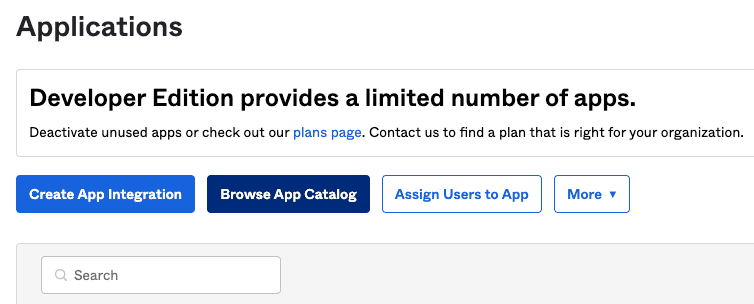 Applications
Developer Edition provides a limited number of apps.
Deactivate unused apps or check out our plans page. Contact us to find a plan that is right for your organization.
Create App Integration
Browse App Catalog
Assign Users to App
More ▼
Search